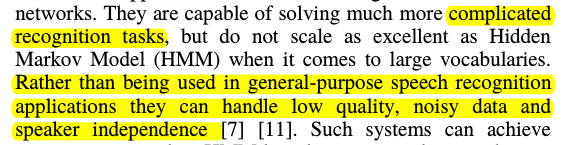 networks. They are capable of solving much more complicated
recognition tasks, but do not scale as excellent as Hidden
Markov Model (HMM) when it comes to large vocabularies.
Rather than being used in general-purpose speech recognition
applications they can handle low quality, noisy data and
speaker independence [7] [11]. Such systems can achieve